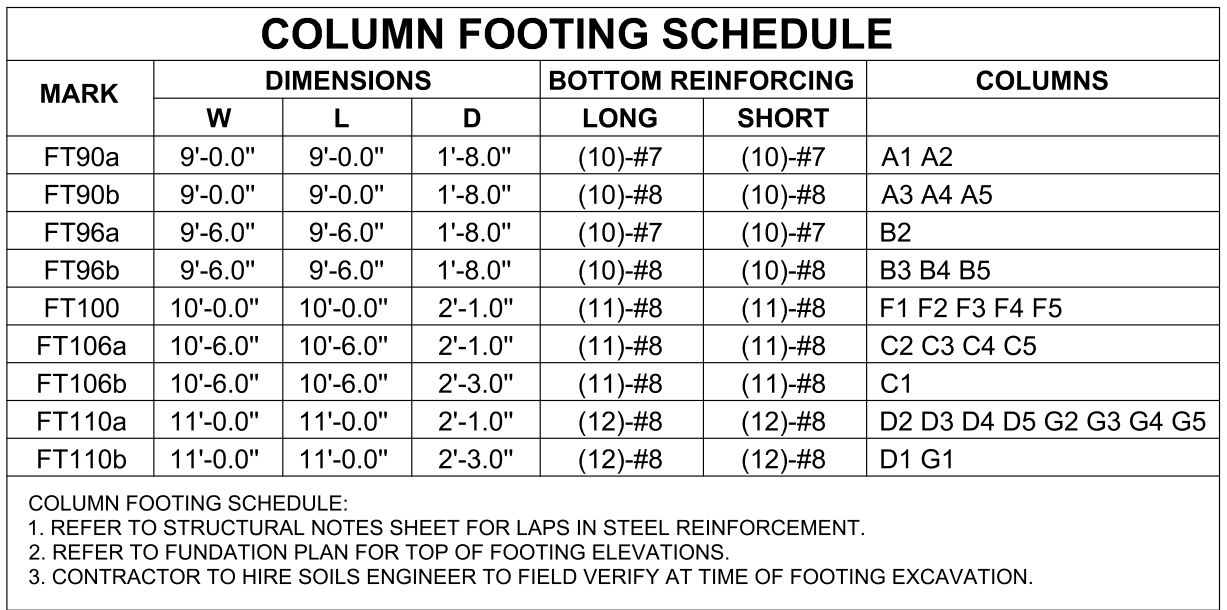 COLUMN FOOTING SCHEDULE
MARK DIMENSIONS BOTTOM REINFORCING COLUMNS
W L D LONG SHORT
FT90a 9'-0.0" 9'-0.0" 1'-8.0" (10)-#7 (10)-#7 A1 A2
FT90b 9'-0.0" 9'-0.0" 1'-8.0" (10)-#8 (10)-#8 A3 A4 A5
FT96a 9'-6.0" 9'-6.0" 1'-8.0" (10)-#7 (10)-#7 B2
FT96b 9'-6.0" 9'-6.0" 1'-8.0" (10)-#8 (10)-#8 B3 B4 B5
FT100 10'-0.0" 10'-0.0" 2'-1.0" (11)-#8 (11)-#8 F1 F2 F3 F4 F5
FT106a 10'-6.0" 10'-6.0" 2'-1.0" (11)-#8 (11)-#8 C2 C3 C4 C5
FT106b 10'-6.0" 10'-6.0" 2'-3.0" (11)-#8 (11)-#8 C1
FT110a 11'-0.0" 11'-0.0" 2'-1.0" (12)-#8 (12)-#8 D2 D3 D4 D5 G2 G3 G4 G5
FT110b 11'-0.0" 11'-0.0" 2'-3.0" (12)-#8 (12)-#8 D1 G1
COLUMN FOOTING SCHEDULE:
1. REFER TO STRUCTURAL NOTES SHEET FOR LAPS IN STEEL REINFORCEMENT.
2. REFER TO FUNDATION PLAN FOR TOP OF FOOTING ELEVATIONS.
3. CONTRACTOR TO HIRE SOILS ENGINEER TO FIELD VERIFY AT TIME OF FOOTING EXCAVATION.